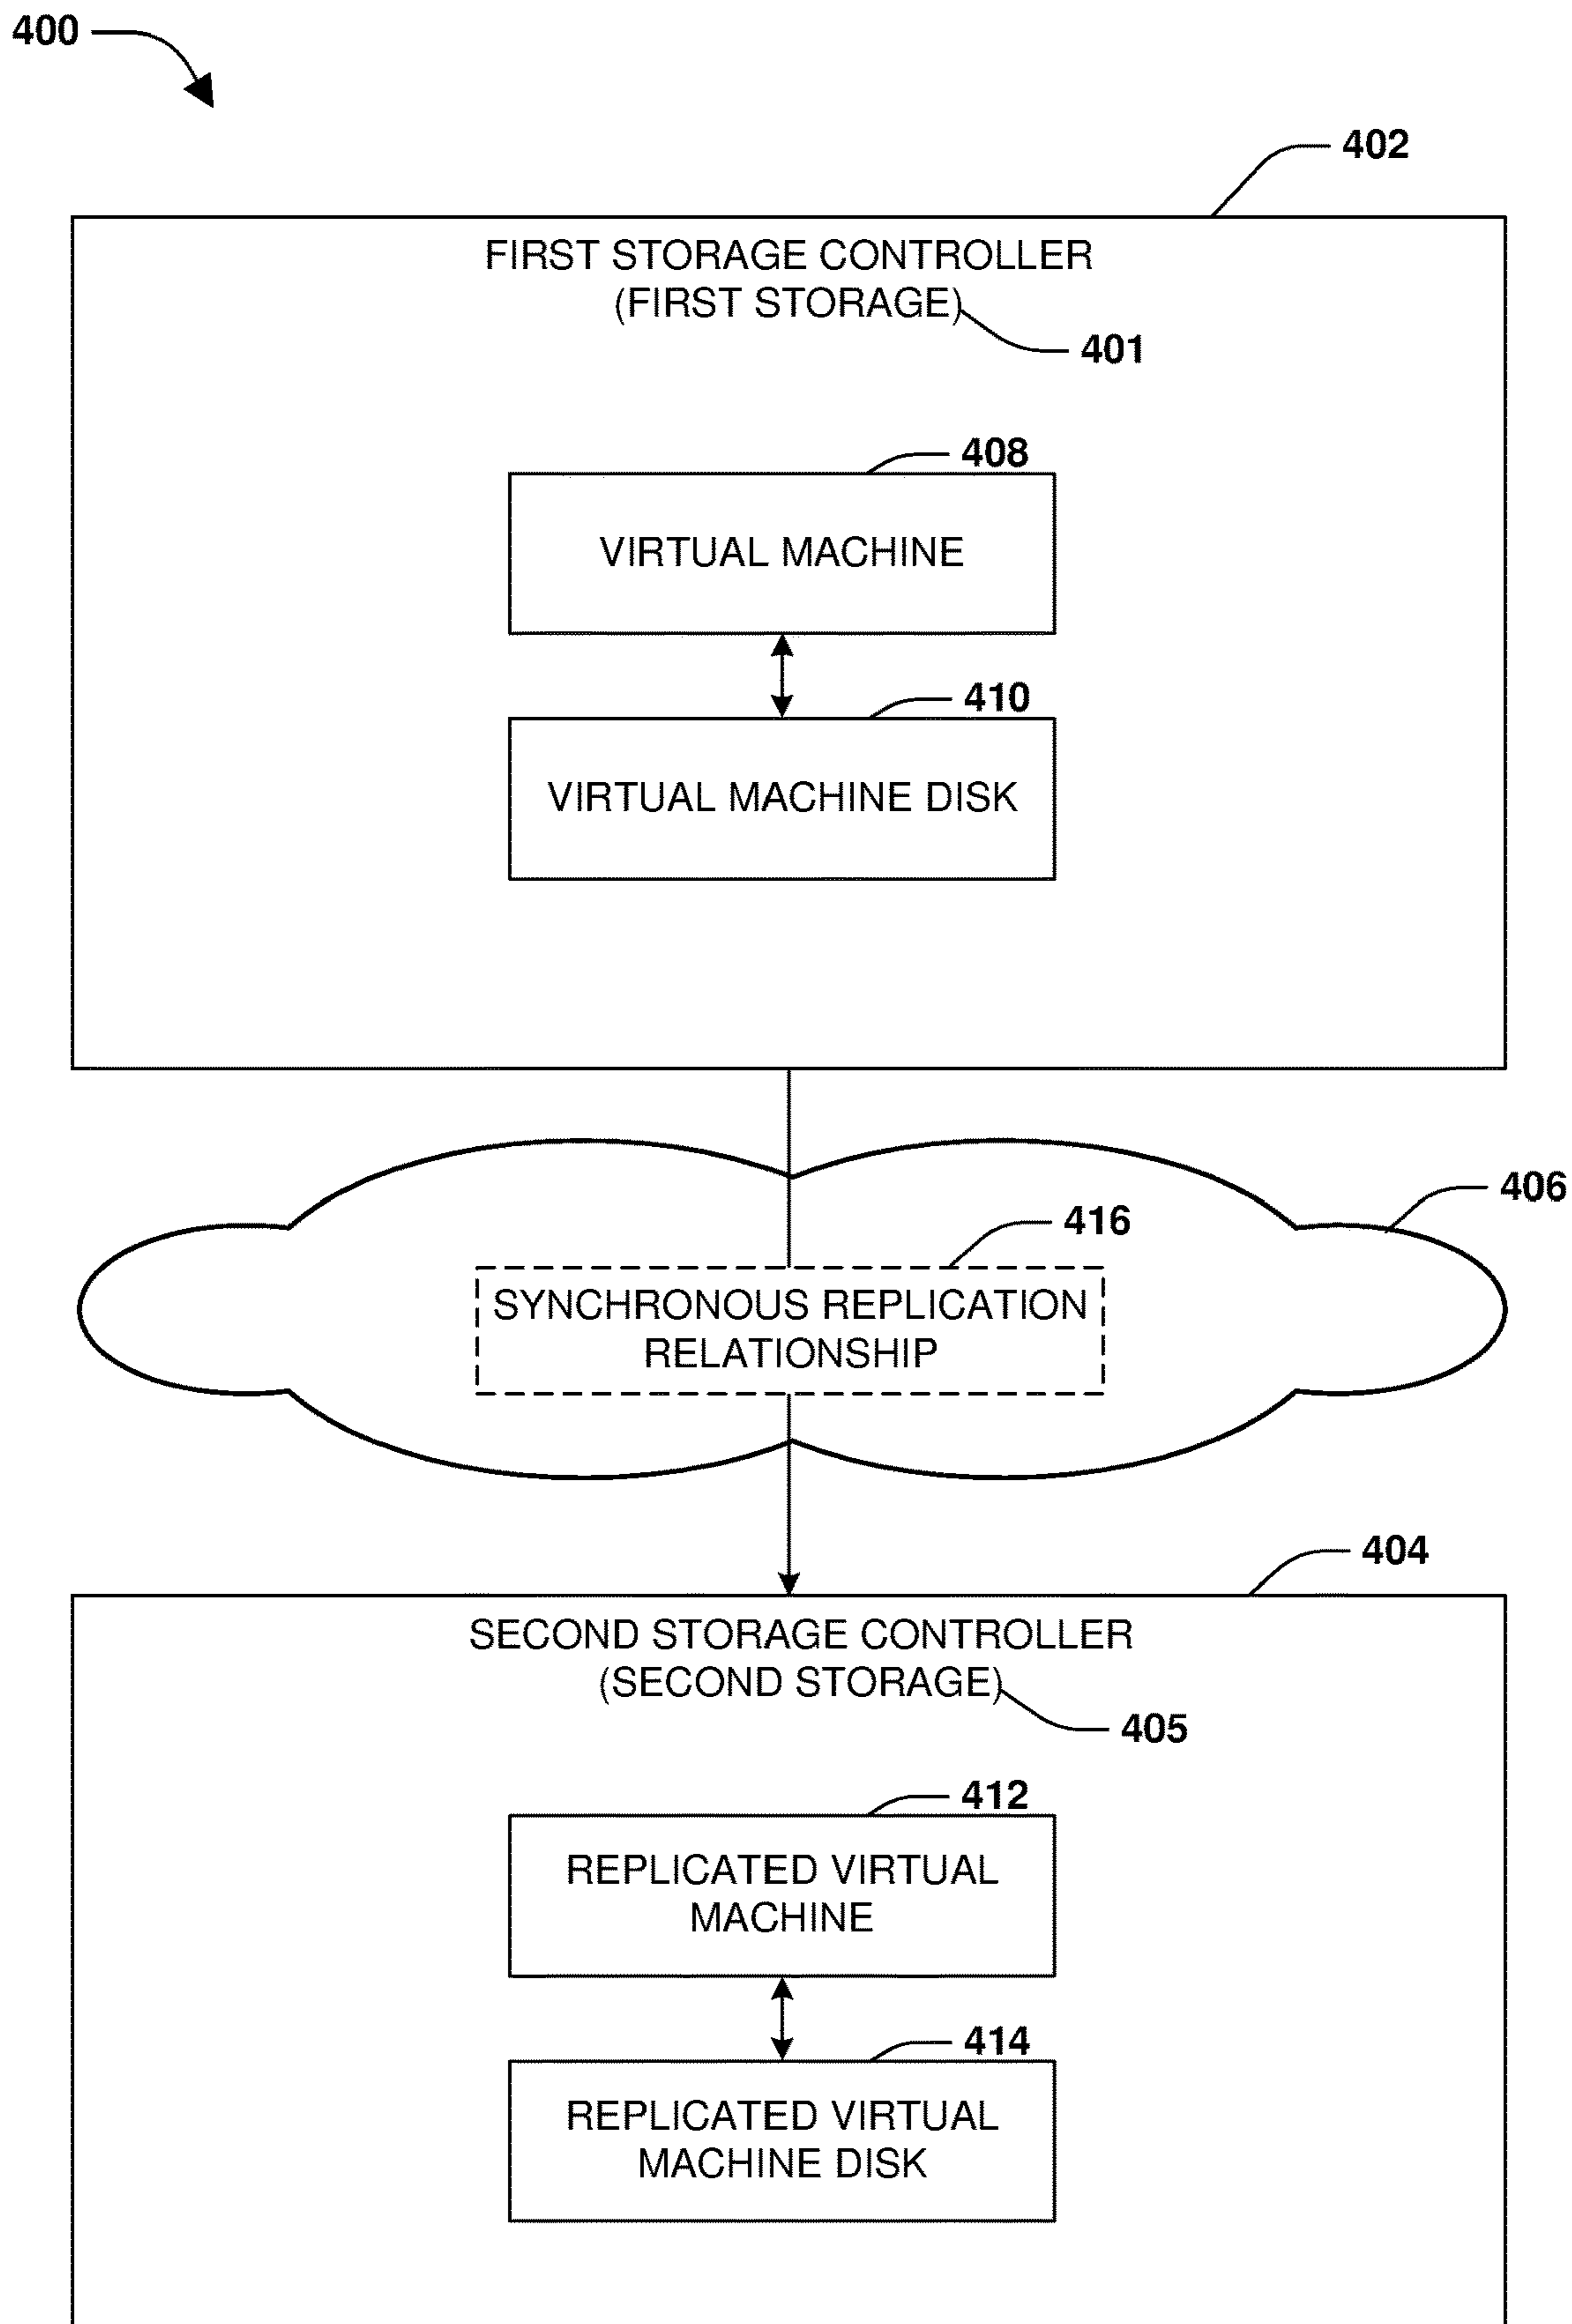 400
402
FIRST STORAGE CONTROLLER
(FIRST STORAGE)
401
408
VIRTUAL MACHINE
410
VIRTUAL MACHINE DISK
406
416
SYNCHRONOUS REPLICATION
RELATIONSHIP
404
SECOND STORAGE CONTROLLER
(SECOND STORAGE)
405
412
REPLICATED VIRTUAL
MACHINE
414
REPLICATED VIRTUAL
MACHINE DISK